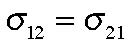 σ₁₂ = σ₂₁